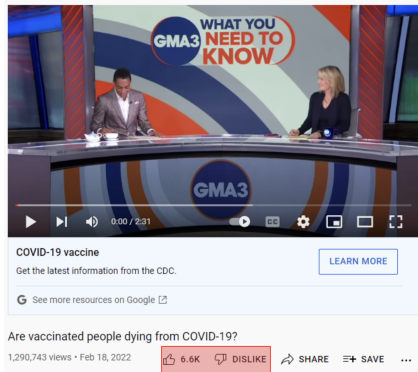 WHAT YOU
GMA3 NEED TO
KNOW
GMA3
0:00 / 2:31
CC
COVID-19 vaccine
Get the latest information from the CDC.
LEARN MORE
G See more resources on Google
Are vaccinated people dying from COVID-19?
1,290,743 views • Feb 18, 2022 6.6K DISLIKE SHARE SAVE ...